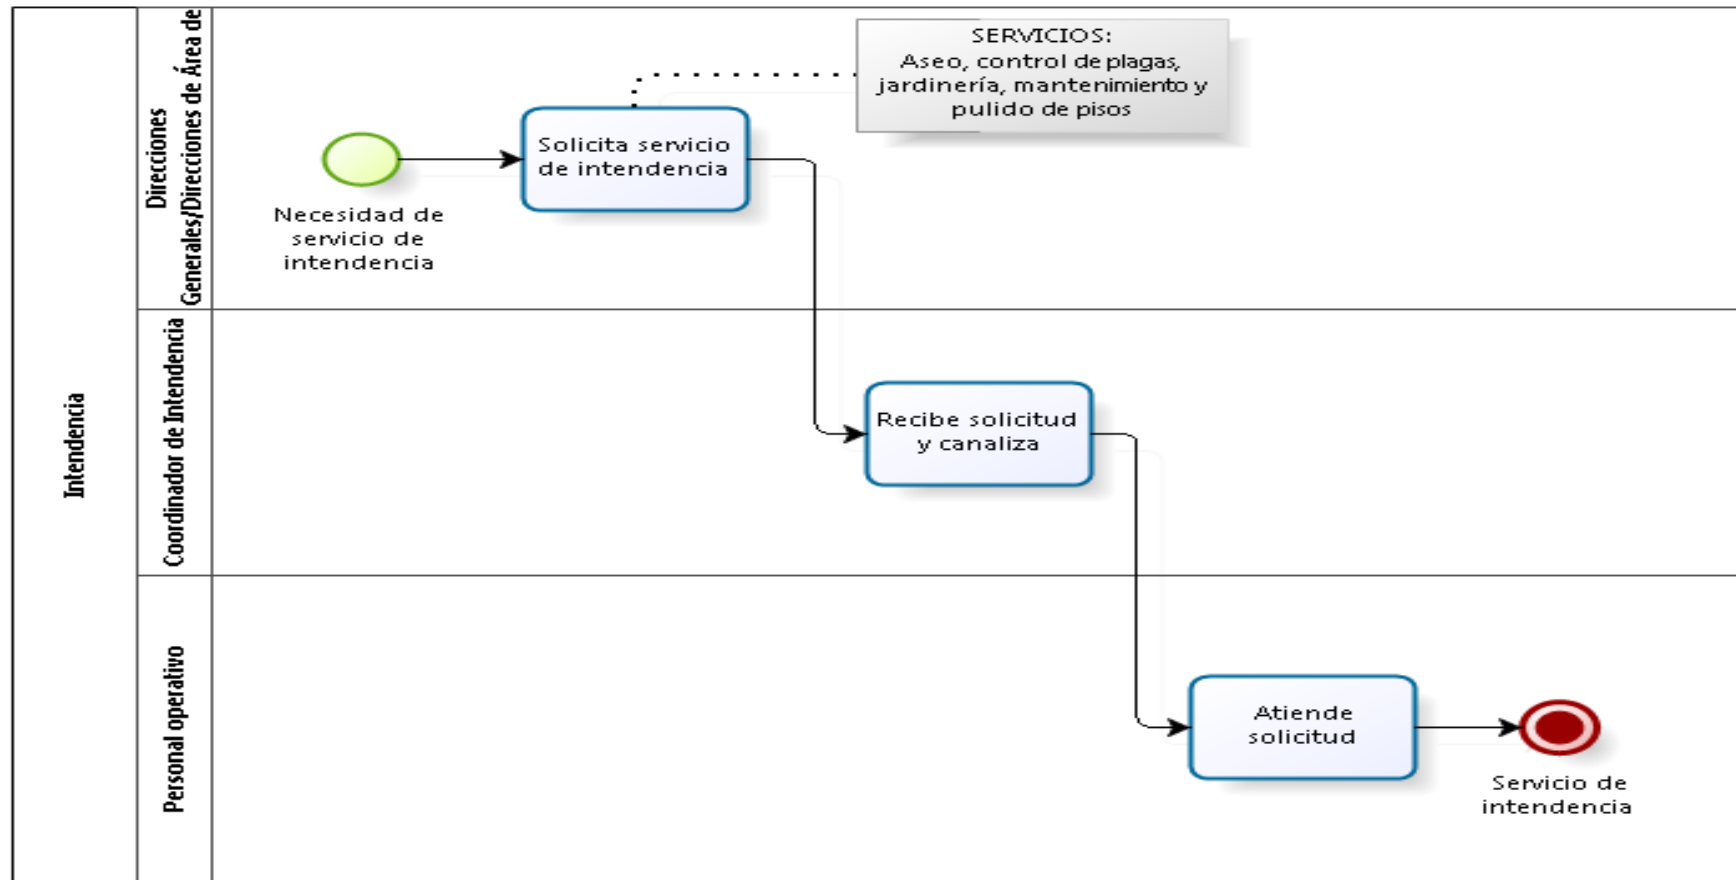 Intendencia
Direcciones
Generales/Direcciones de Área de
Necesidad de
servicio de
intendencia
Solicita servicio
de intendencia
SERVICIOS:
Aseo, control de plagas,
jardinería, mantenimiento y
pulido de pisos
Coordinador de Intendencia
Recibe solicitud
y canaliza
Personal operativo
Atiende
solicitud
Servicio de
intendencia